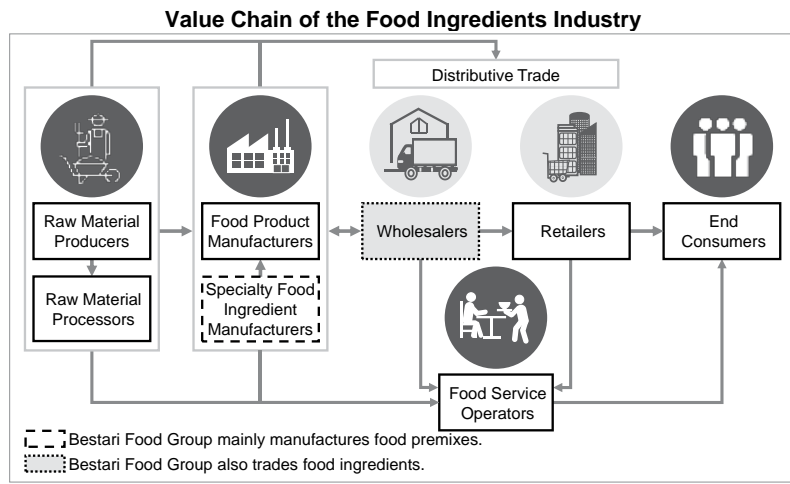 Value Chain of the Food Ingredients Industry
Distributive Trade
Raw Material
Producers
Food Product
Manufacturers
Wholesalers
Retailers
End
Consumers
Raw Material
Processors
Specialty Food
Ingredient
Manufacturers
Food Service
Operators
Bestari Food Group mainly manufactures food premixes.
Bestari Food Group also trades food ingredients.